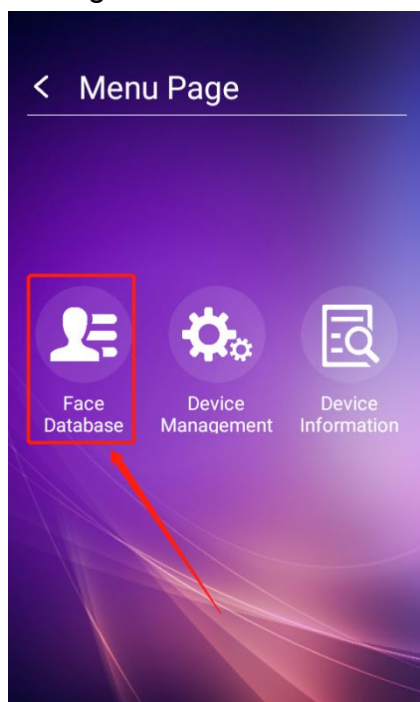 < Menu Page
Face Database
Device Management
Device Information